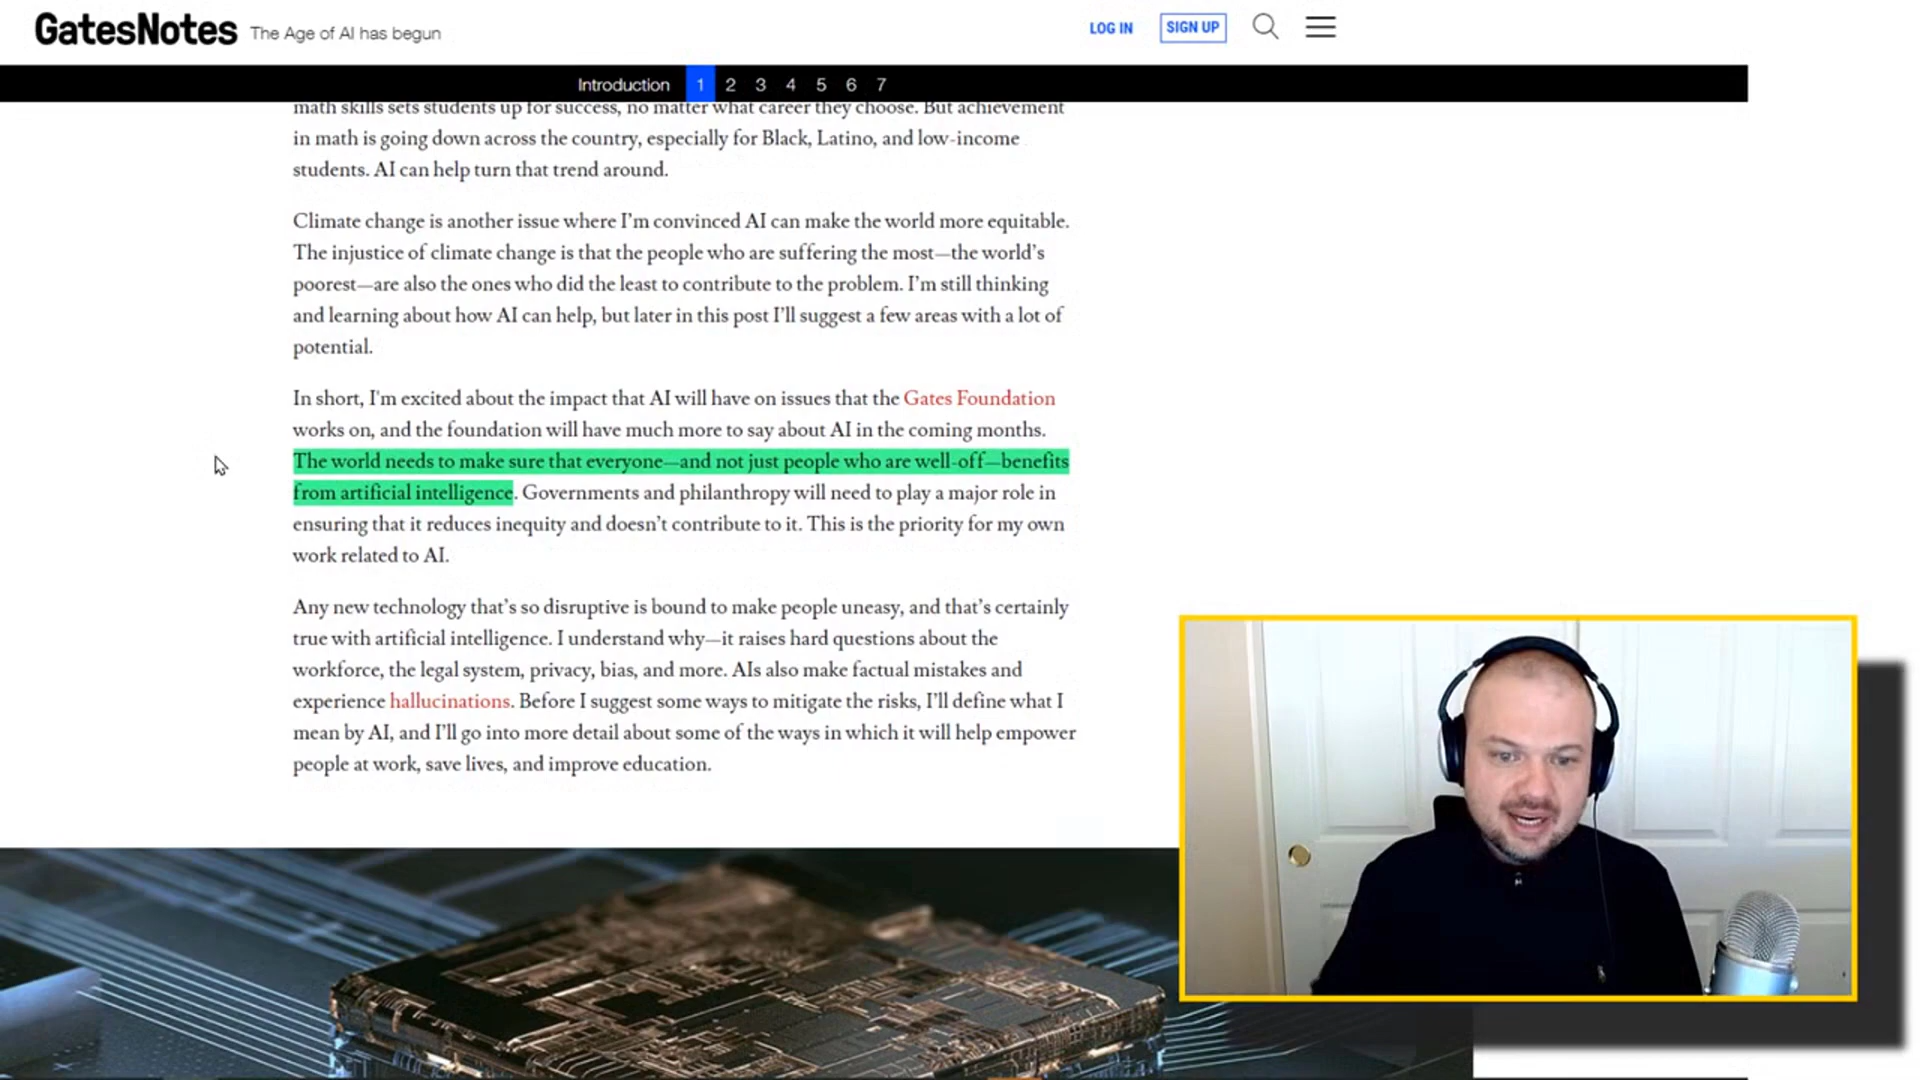 GatesNotes The Age of AI has begun
LOG IN SIGN UP
Introduction 1 2 3 4 5 6 7
math skills sets students up for success, no matter what career they choose. But achievement
in math is going down across the country, especially for Black, Latino, and low-income
students. AI can help turn that trend around.
Climate change is another issue where I’m convinced AI can make the world more equitable.
The injustice of climate change is that the people who are suffering the most—the world’s
poorest—are also the ones who did the least to contribute to the problem. I’m still thinking
and learning about how AI can help, but later in this post I’ll suggest a few areas with a lot of
potential.
In short, I'm excited about the impact that AI will have on issues that the Gates Foundation
works on, and the foundation will have much more to say about AI in the coming months.
The world needs to make sure that everyone—and not just people who are well-off—benefits
from artificial intelligence. Governments and philanthropy will need to play a major role in
ensuring that it reduces inequity and doesn’t contribute to it. This is the priority for my own
work related to AI.
Any new technology that’s so disruptive is bound to make people uneasy, and that’s certainly
true with artificial intelligence. I understand why—it raises hard questions about the
workforce, the legal system, privacy, bias, and more. AIs also make factual mistakes and
experience hallucinations. Before I suggest some ways to mitigate the risks, I’ll define what I
mean by AI, and I’ll go into more detail about some of the ways in which it will help empower
people at work, save lives, and improve education.